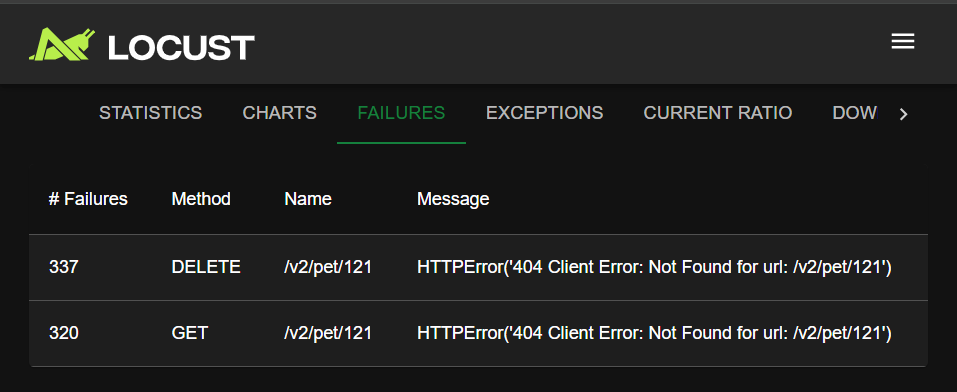 LOCUST
STATISTICS CHARTS FAILURES EXCEPTIONS CURRENT RATIO DOW
# Failures Method Name Message
337 DELETE /v2/pet/121 HTTPError('404 Client Error: Not Found for url: /v2/pet/121')
320 GET /v2/pet/121 HTTPError('404 Client Error: Not Found for url: /v2/pet/121')